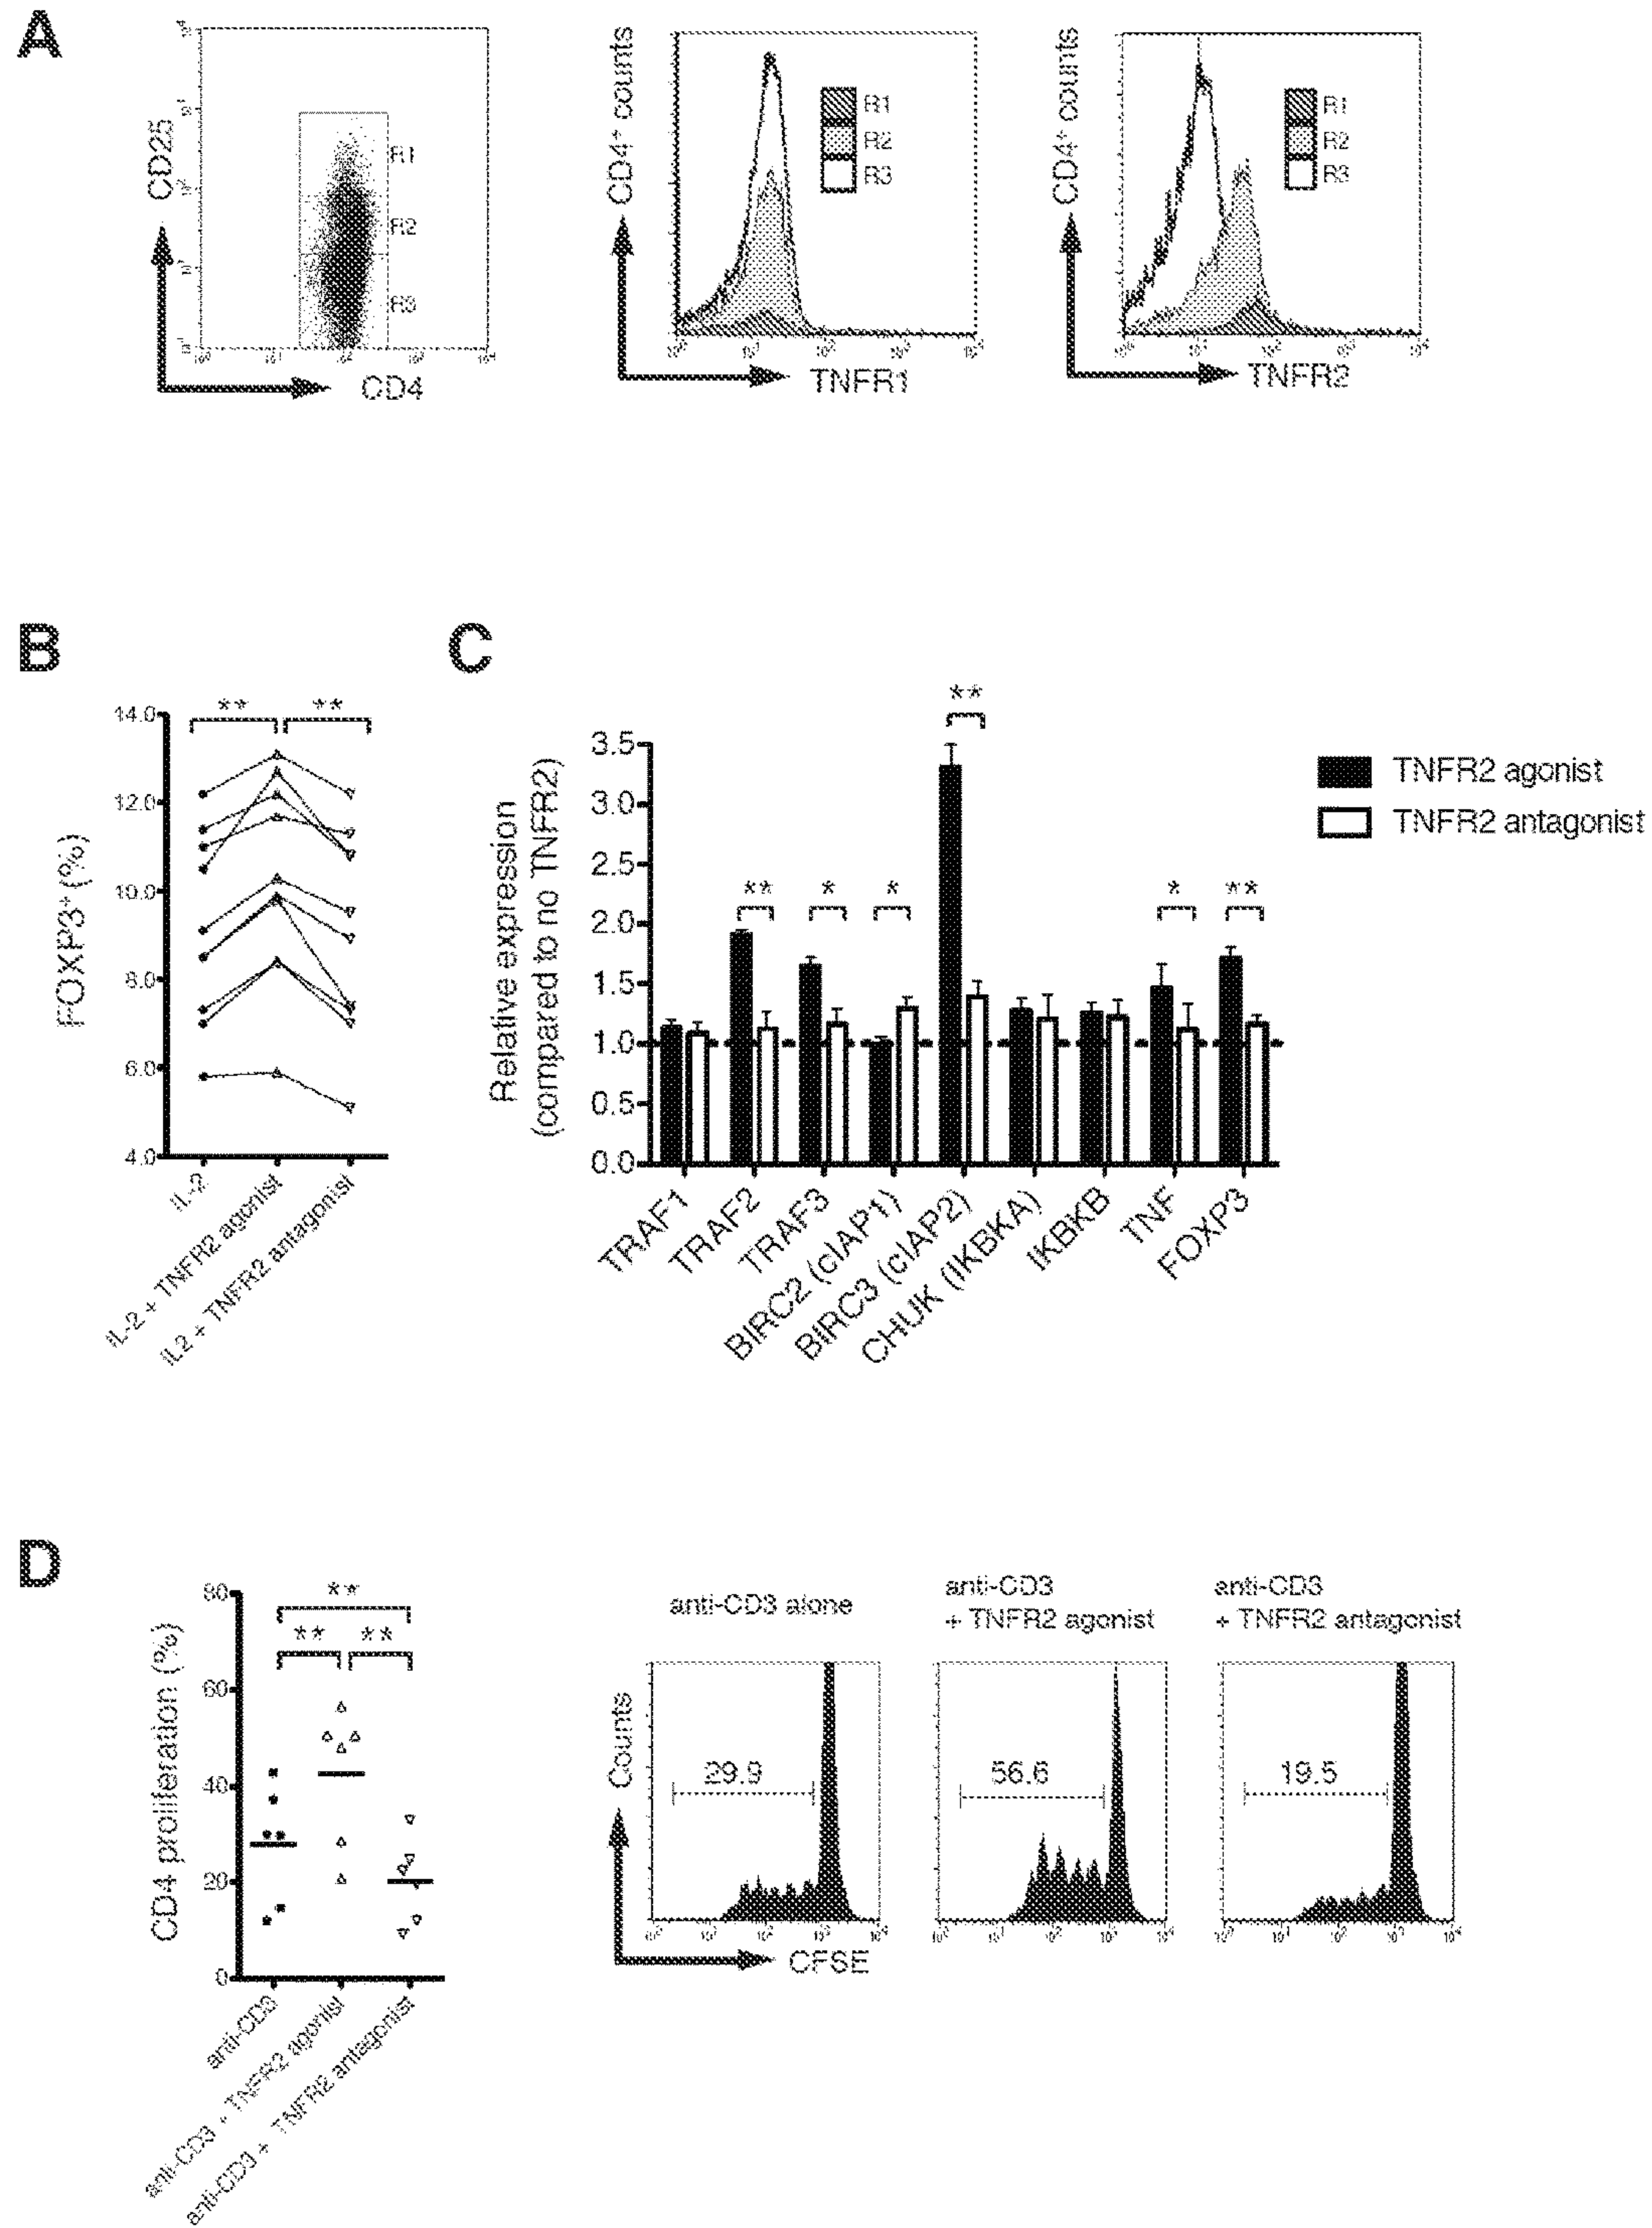 A
CD25
R1
R2
R3
CD4
CD4+ counts
R1
R2
R3
TNFR1
CD4+ counts
R1
R2
R3
TNFR2
B
FOXP3+ (%)
14.0
12.0
10.0
8.0
6.0
4.0
** **
IL-2
IL-2 + TNFR2 agonist
IL2 + TNFR2 antagonist
C
Relative expression
(compared to no TNFR2)
3.5
3.0
2.5
2.0
1.5
1.0
0.5
0.0
** * * ** * **
TNFR2 agonist
TNFR2 antagonist
TRAF1
TRAF2
TRAF3
BIRC2 (cIAP1)
BIRC3 (cIAP2)
CHUK (IKBKA)
IKBKB
TNF
FOXP3
D
CD4 proliferation (%)
80
60
40
20
0
**
** **
anti-CD3
anti-CD3 + TNFR2 agonist
anti-CD3 + TNFR2 antagonist
anti-CD3 alone
anti-CD3
+ TNFR2 agonist
anti-CD3
+ TNFR2 antagonist
Counts
29.9
56.6
19.5
CFSE